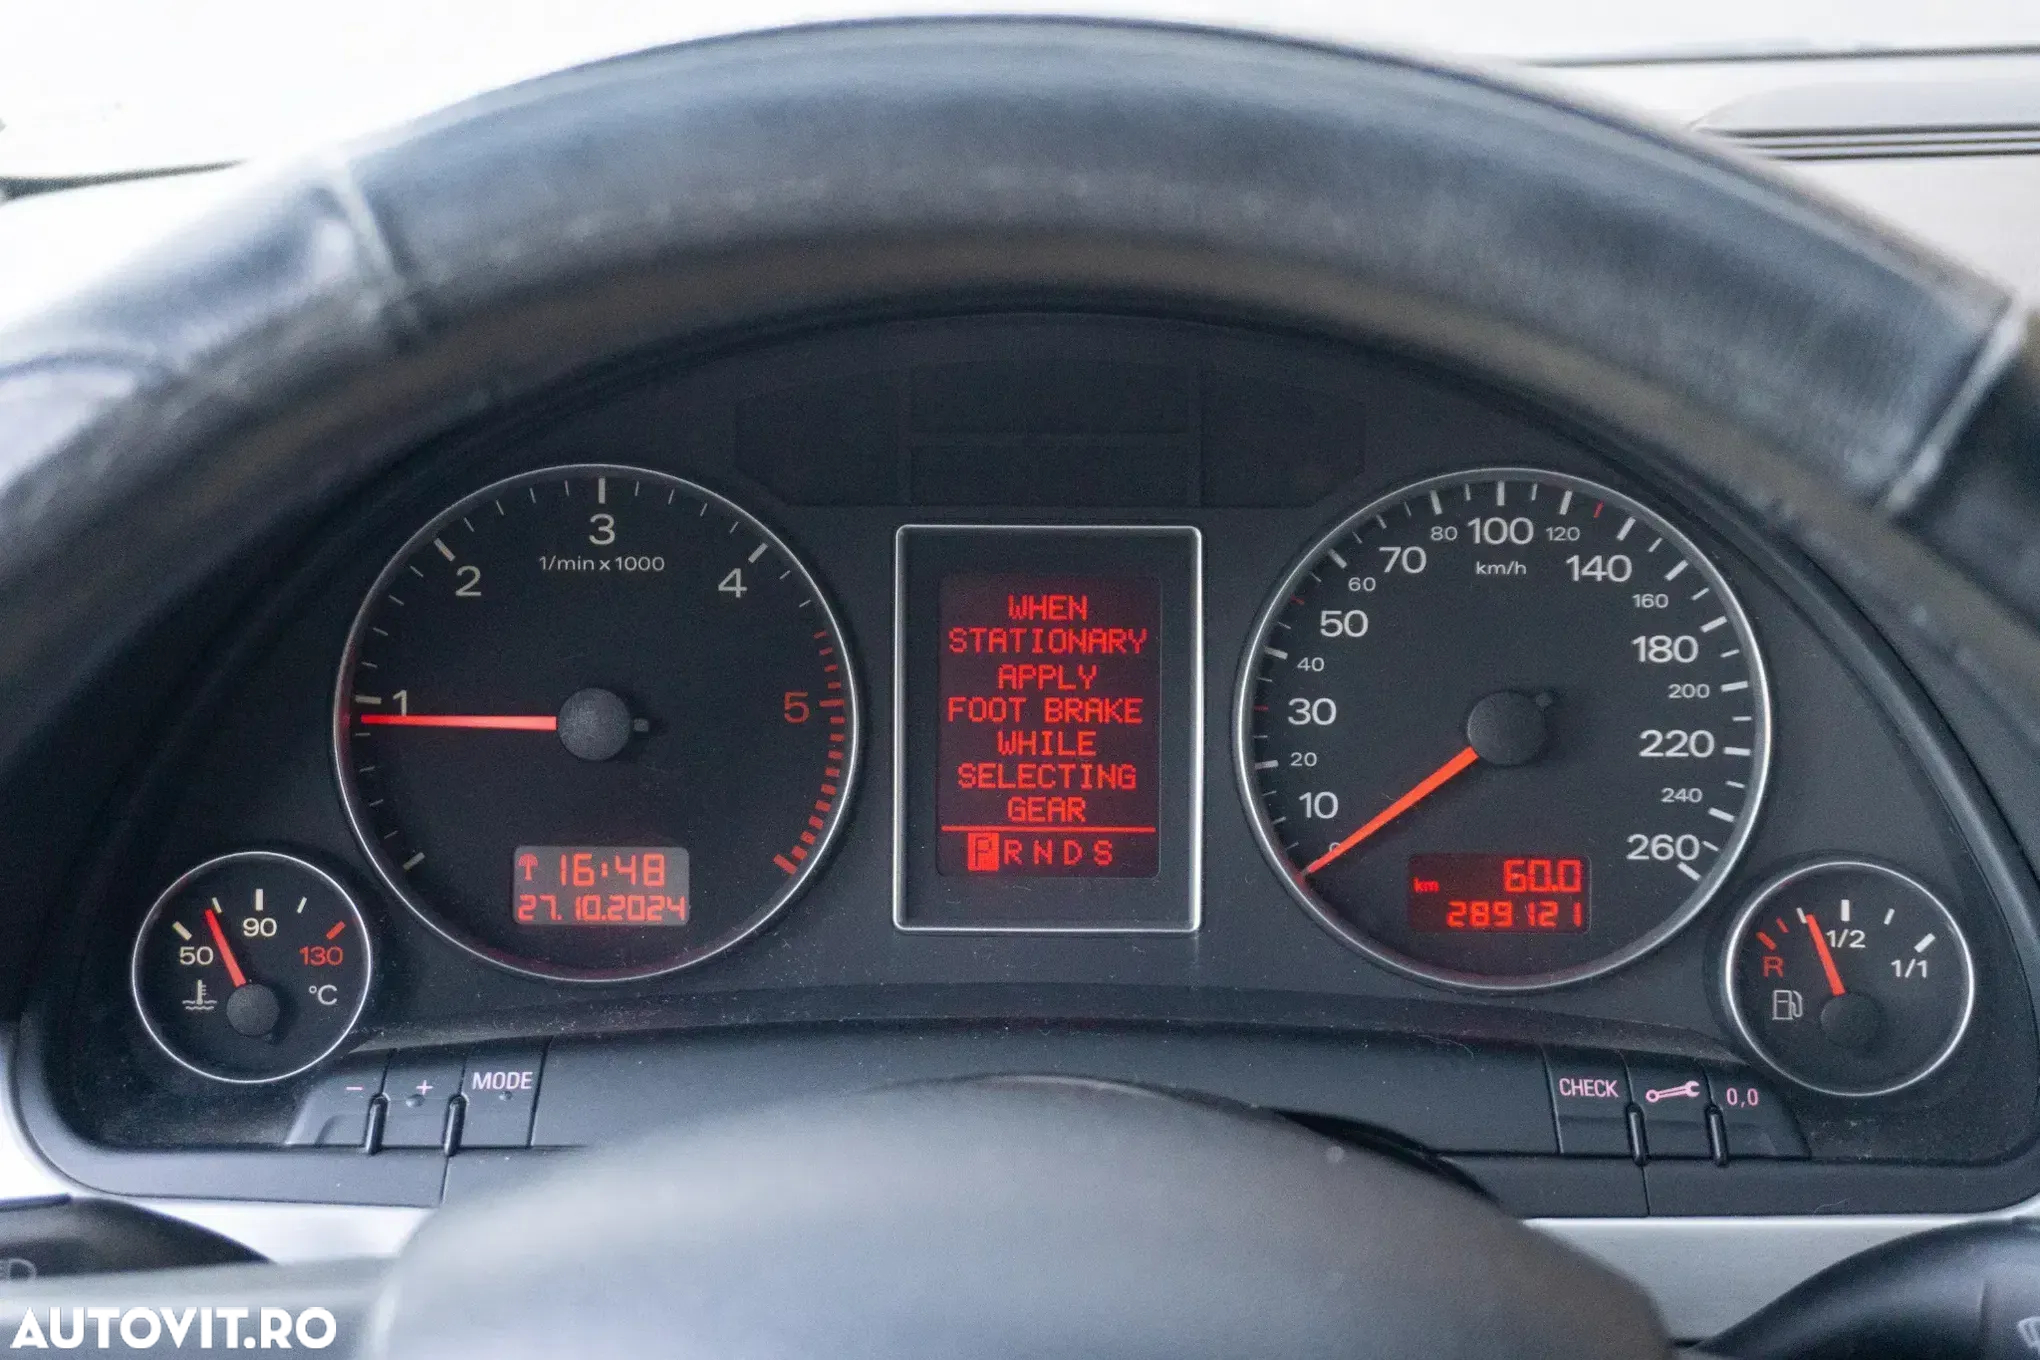 3
2
1/min x 1000
4
1
5
16:48
27.10.2024
50
90
130
°C
WHEN
STATIONARY
APPLY
FOOT BRAKE
WHILE
SELECTING
GEAR
P R N D S
80 100 120
km/h
70
140
60
160
50
180
40
200
30
220
20
240
10
260
0
60.0
km
289121
R
1/2
1/1
- + MODE
CHECK
0,0
AUTOVIT.RO